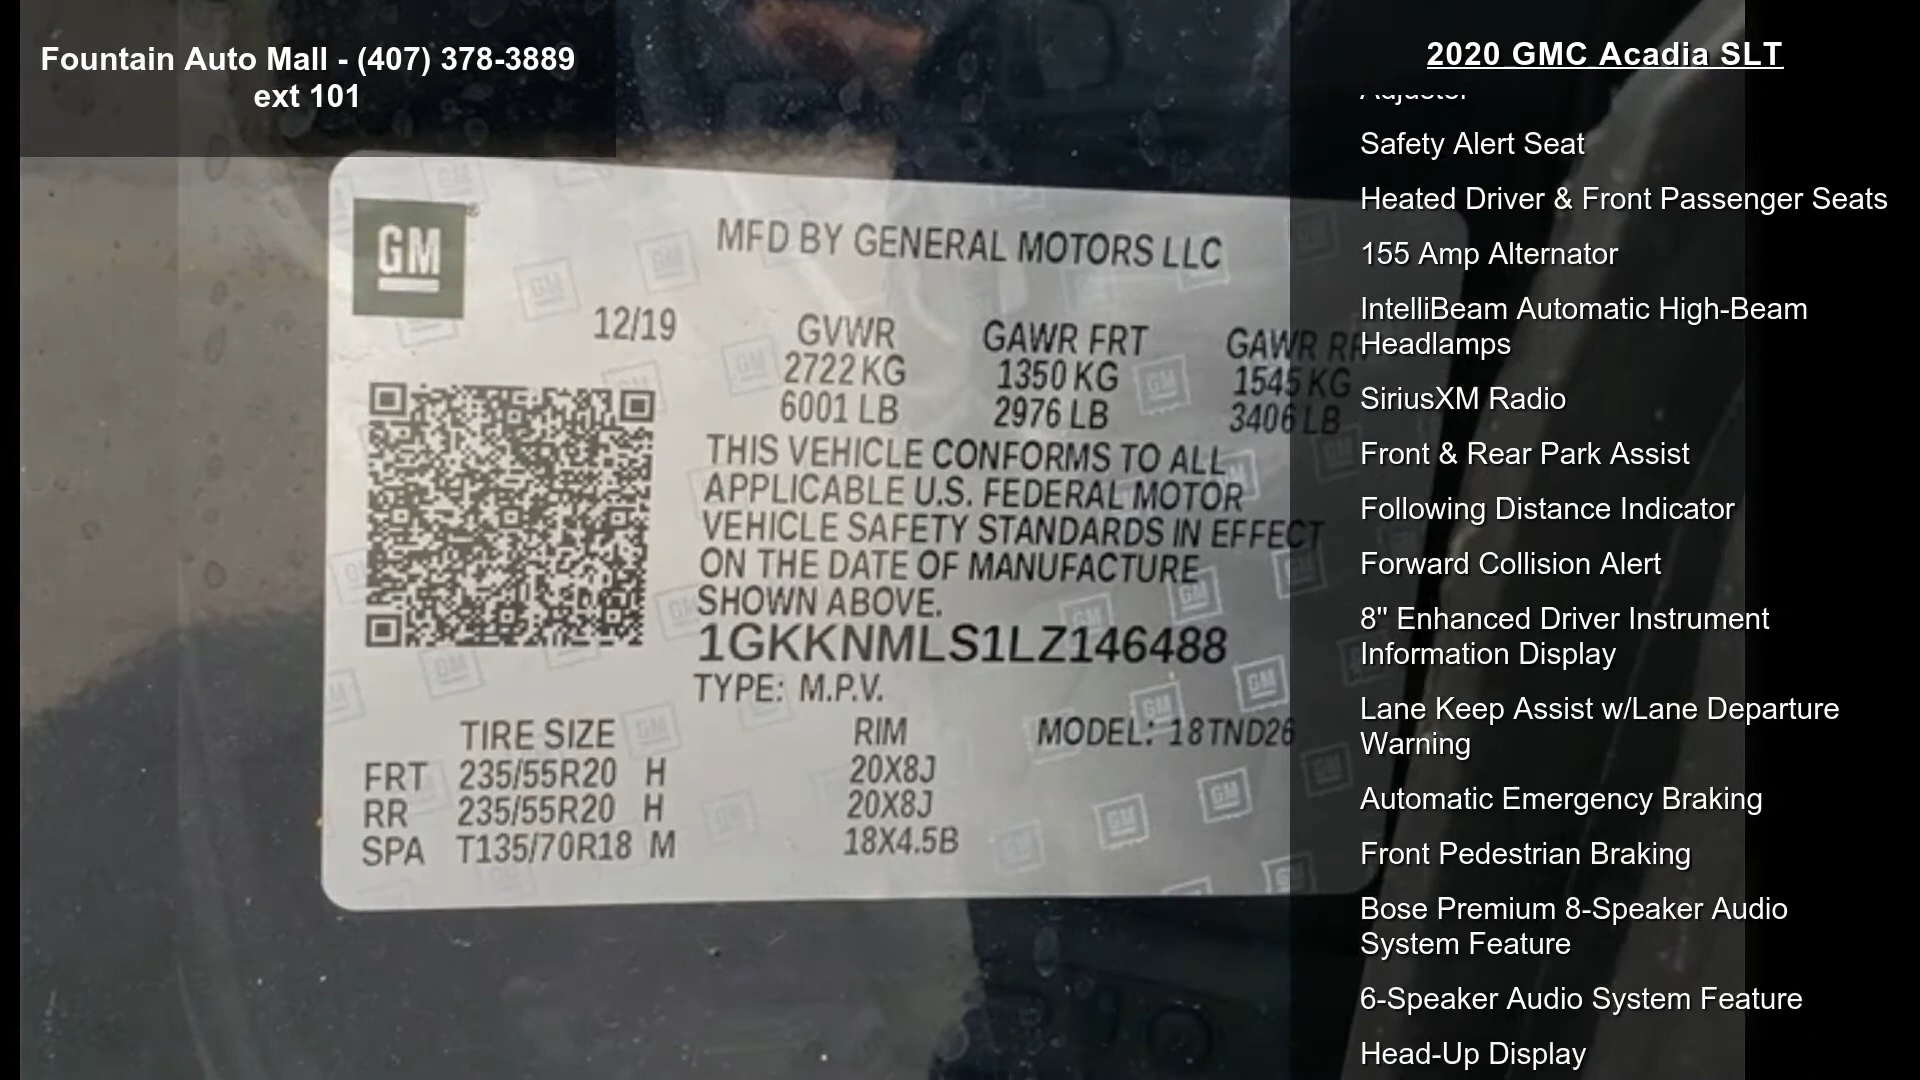 Fountain Auto Mall - (407) 378-3889
ext 101
GM
MFD BY GENERAL MOTORS LLC
12/19
GVWR GAWR FRT GAWR RR
2722 KG 1350 KG 1545 KG
6001 LB 2976 LB 3406 LB
THIS VEHICLE CONFORMS TO ALL
APPLICABLE U.S. FEDERAL MOTOR
VEHICLE SAFETY STANDARDS IN EFFECT
ON THE DATE OF MANUFACTURE
SHOWN ABOVE.
1GKKNMLS1LZ146488
TYPE: M.P.V.
TIRE SIZE RIM MODEL: 18TND26
FRT 235/55R20 H 20X8J
RR 235/55R20 H 20X8J
SPA T135/70R18 M 18X4.5B
2020 GMC Acadia SLT
Safety Alert Seat
Heated Driver & Front Passenger Seats
155 Amp Alternator
IntelliBeam Automatic High-Beam
Headlamps
SiriusXM Radio
Front & Rear Park Assist
Following Distance Indicator
Forward Collision Alert
8" Enhanced Driver Instrument
Information Display
Lane Keep Assist w/Lane Departure
Warning
Automatic Emergency Braking
Front Pedestrian Braking
Bose Premium 8-Speaker Audio
System Feature
6-Speaker Audio System Feature
Head-Up Display